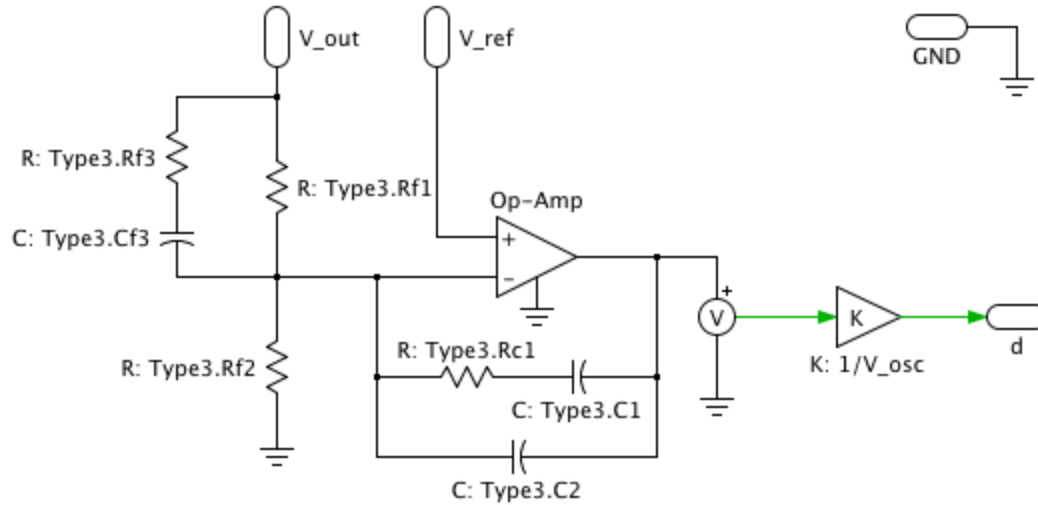 V_out
V_ref
GND
R: Type3.Rf3
R: Type3.Rf1
Op-Amp
C: Type3.Cf3
+
-
+
V
K
R: Type3.Rc1
R: Type3.Rf2
K: 1/V_osc
d
C: Type3.C1
C: Type3.C2